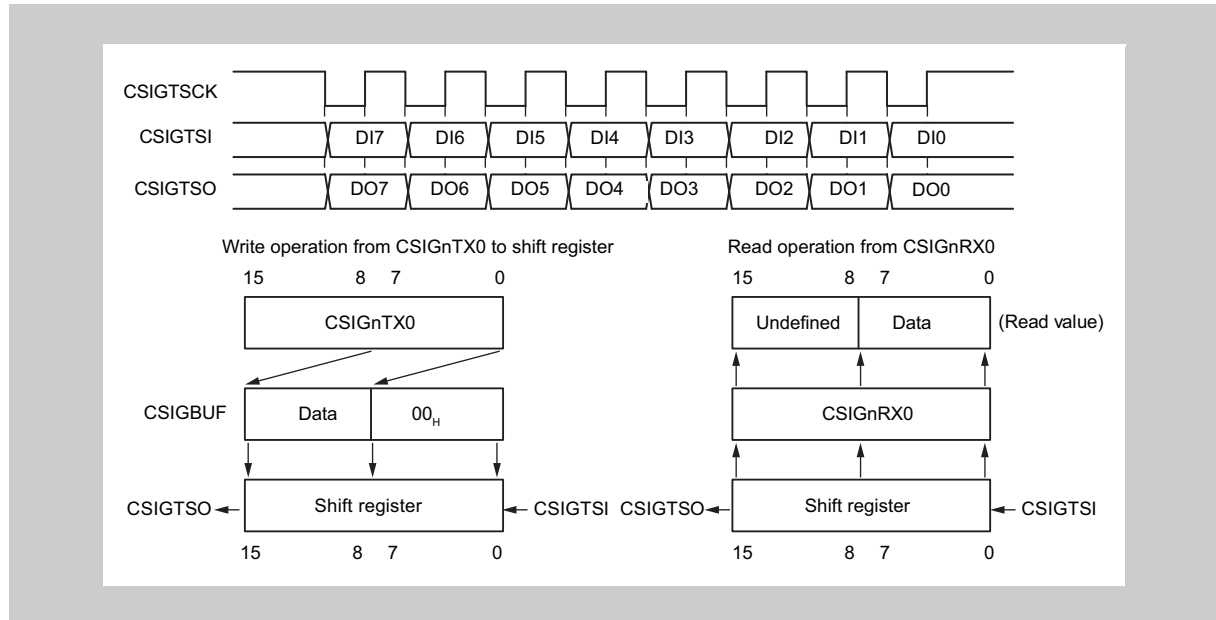 CSIGTSCK
CSIGTSI DI7 DI6 DI5 DI4 DI3 DI2 DI1 DI0
CSIGTSO DO7 DO6 DO5 DO4 DO3 DO2 DO1 DO0
Write operation from CSIGnTX0 to shift register
15 8 7 0
CSIGnTX0
CSIGBUF Data 00H
CSIGTSO Shift register CSIGTSI
15 8 7 0
Read operation from CSIGnRX0
15 8 7 0
Undefined Data (Read value)
CSIGnRX0
CSIGTSO Shift register CSIGTSI
15 8 7 0